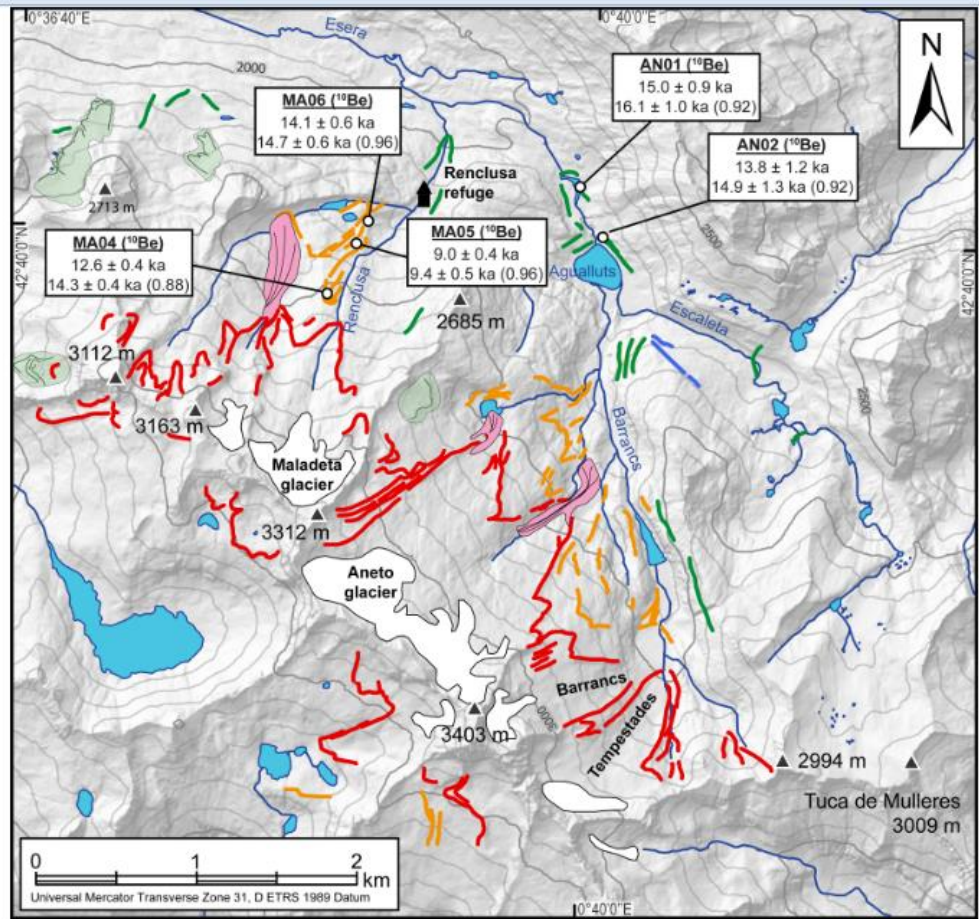 0°36'40"E
0°40'0"E
Esera
N
2000
AN01 (¹⁰Be)
15.0 ± 0.9 ka
16.1 ± 1.0 ka (0.92)
MA06 (¹⁰Be)
14.1 ± 0.6 ka
14.7 ± 0.6 ka (0.96)
AN02 (¹⁰Be)
13.8 ± 1.2 ka
14.9 ± 1.3 ka (0.92)
Renclusa
refuge
2713 m
2500
MA04 (¹⁰Be)
12.6 ± 0.4 ka
14.3 ± 0.4 ka (0.88)
MA05 (¹⁰Be)
9.0 ± 0.4 ka
9.4 ± 0.5 ka (0.96)
42°40'0"N
42°40'0"N
Agualluts
Renclusa
2685 m
Escaleta
3112 m
3163 m
2500
Barrancs
Maladeta
glacier
3312 m
Aneto
glacier
Barrancs
3000
Tempestades
3403 m
2994 m
Tuca de Mulleres
3009 m
0
1
2
km
Universal Mercator Transverse Zone 31, D ETRS 1989 Datum
0°40'0"E